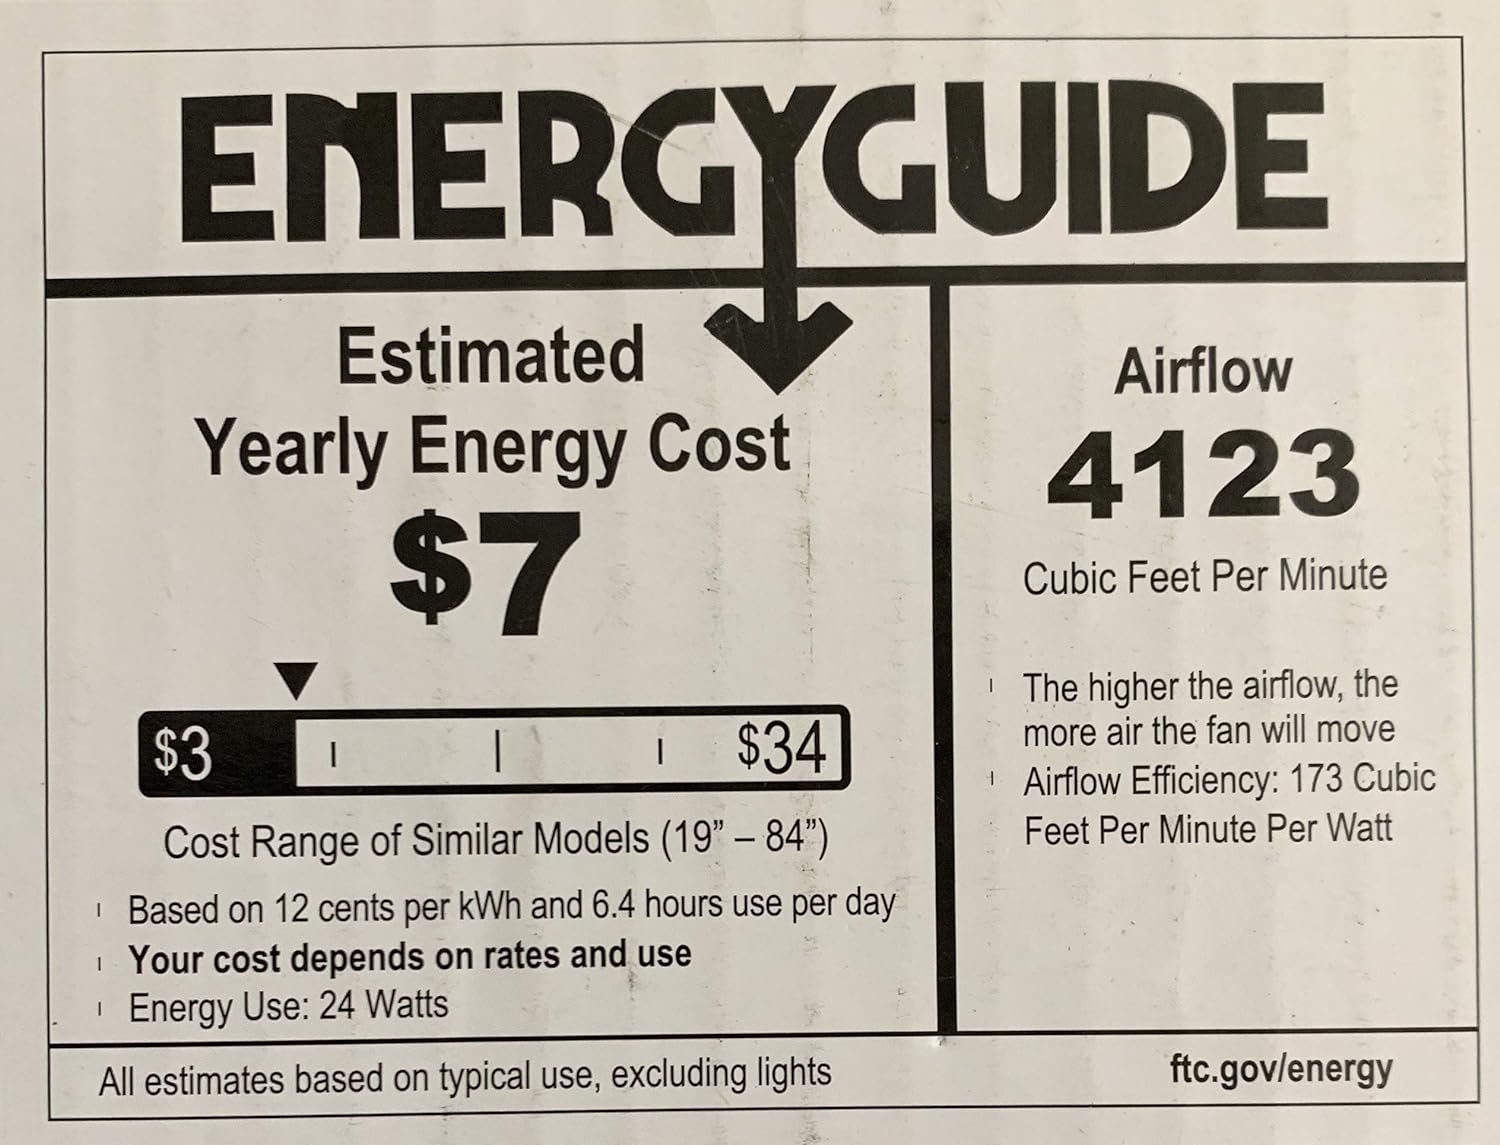 ENERGYGUIDE
Estimated
Yearly Energy Cost
$7
$3 $34
Cost Range of Similar Models (19” – 84”)
Based on 12 cents per kWh and 6.4 hours use per day
Your cost depends on rates and use
Energy Use: 24 Watts
Airflow
4123
Cubic Feet Per Minute
The higher the airflow, the
more air the fan will move
Airflow Efficiency: 173 Cubic
Feet Per Minute Per Watt
All estimates based on typical use, excluding lights
ftc.gov/energy